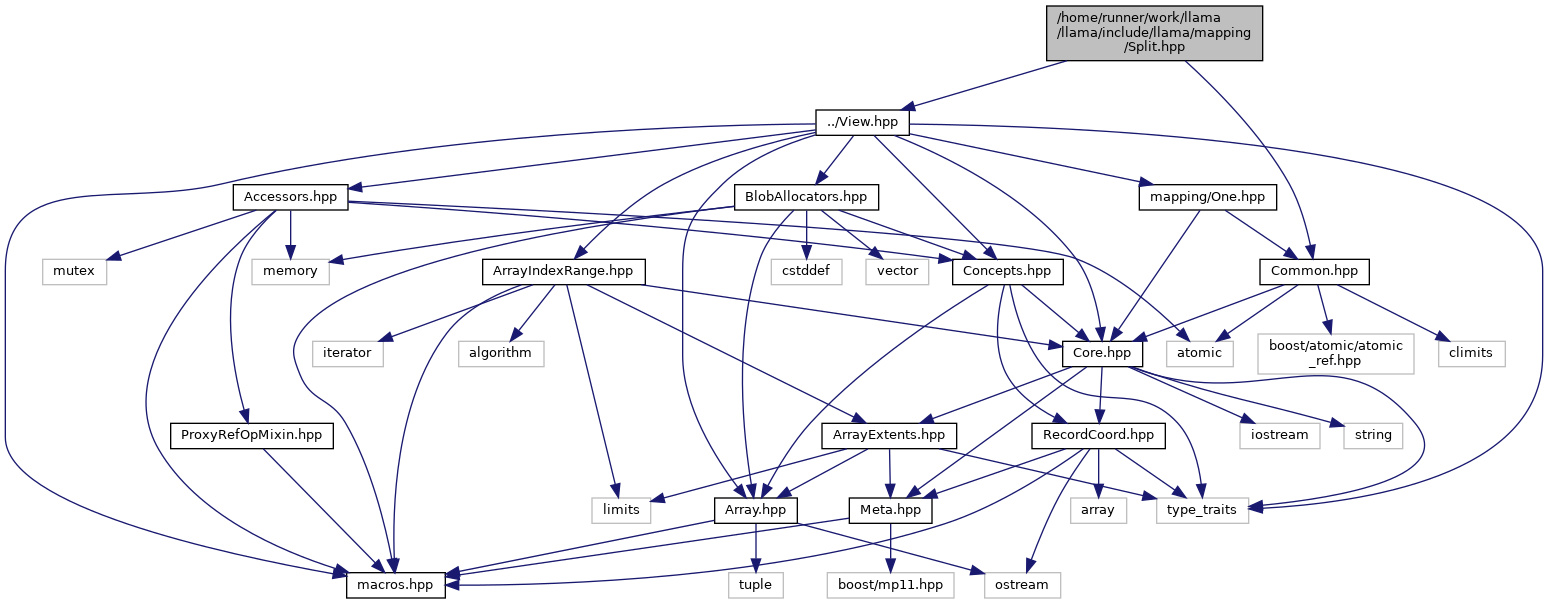 /home/runner/work/llama
/llama/include/llama/mapping
/Split.hpp
../View.hpp
Accessors.hpp
BlobAllocators.hpp
mapping/One.hpp
mutex
memory
ArrayIndexRange.hpp
cstddef
vector
Concepts.hpp
Common.hpp
iterator
algorithm
Core.hpp
atomic
boost/atomic/atomic
_ref.hpp
climits
ProxyRefOpMixin.hpp
ArrayExtents.hpp
RecordCoord.hpp
iostream
string
limits
Array.hpp
Meta.hpp
array
type_traits
macros.hpp
tuple
boost/mp11.hpp
ostream